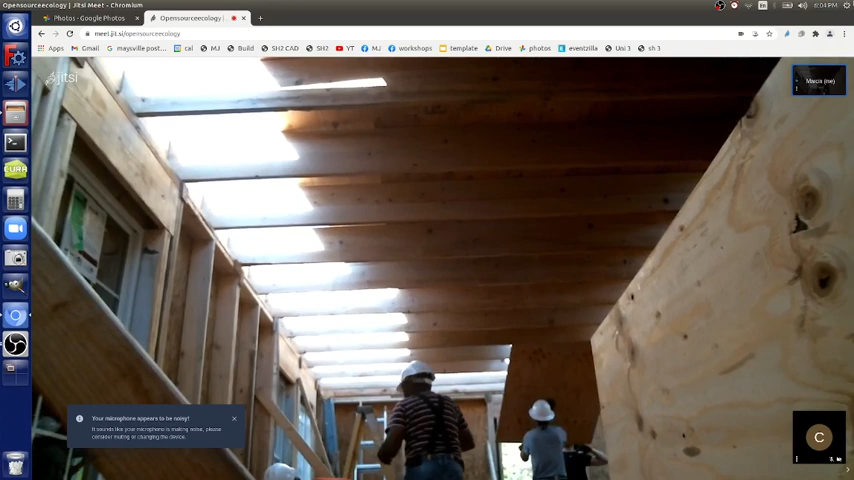 Opensourceecology | Jitsi Meet - Chromium
En
6:04 PM
Photos - Google Photos
Opensourceecology | Jitsi
meet.jit.si/opensourceecology
Apps
Gmail
maysville post...
cal
MJ
Build
SH2 CAD
SH2
YT
MJ
workshops
template
Drive
photos
eventzilla
Uni 3
sh 3
jitsi
Marcin (me)
CURA
Your microphone appears to be noisy!
It sounds like your microphone is making noise, please
consider muting or changing the device.
C